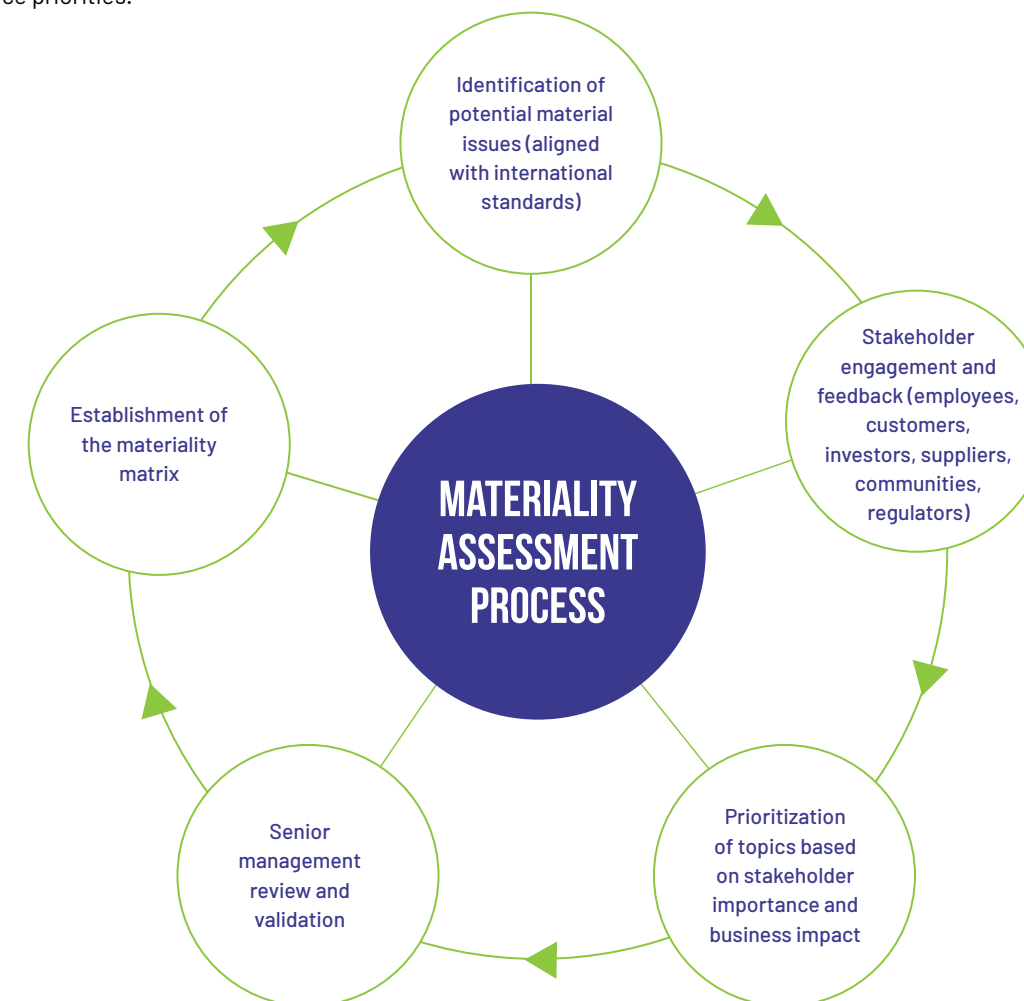 priorities.
Identification of
potential material
issues (aligned
with international
standards)
Stakeholder
engagement and
feedback (employees,
customers,
investors, suppliers,
communities,
regulators)
Prioritization
of topics based
on stakeholder
importance and
business impact
Senior
management
review and
validation
Establishment of
the materiality
matrix
MATERIALITY
ASSESSMENT
PROCESS